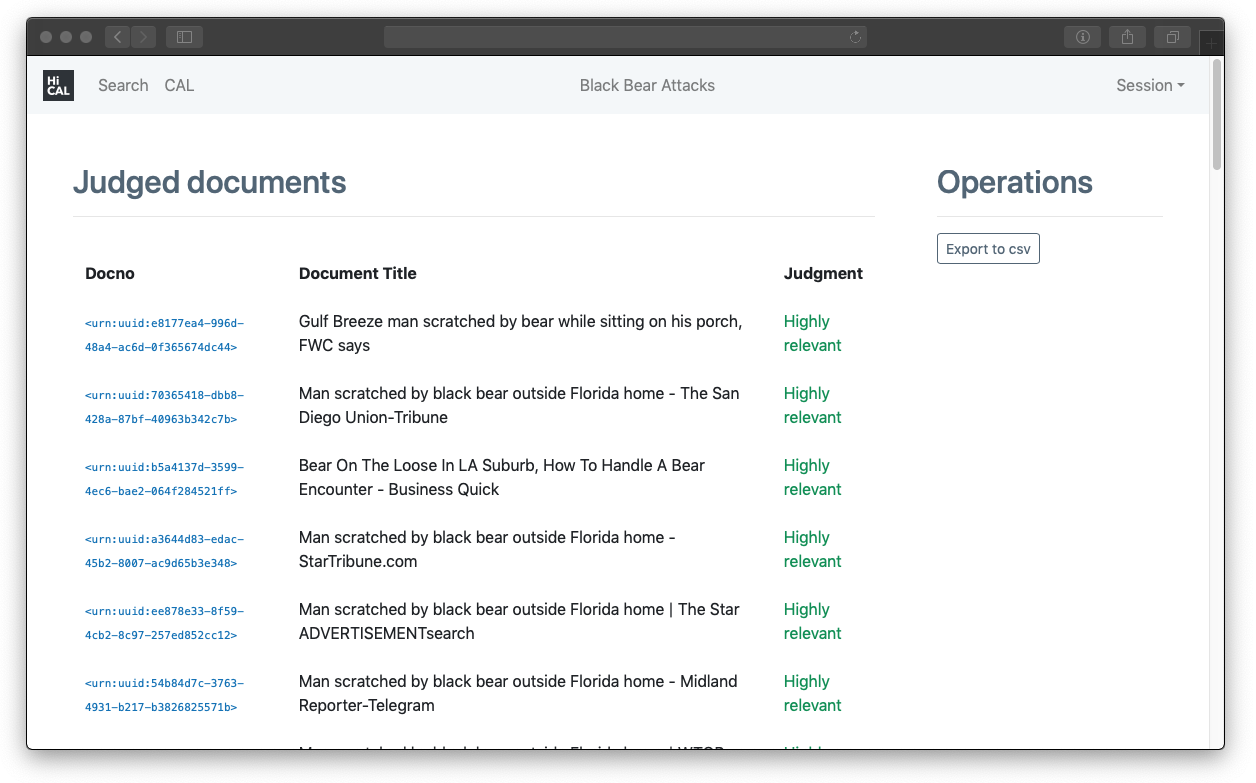 Hi
CAL
Search
CAL
Black Bear Attacks
Session
Judged documents
Operations
Export to csv
Docno
Document Title
Judgment
<urn:uuid:e8177ea4-996d-
48a4-ac6d-0f365674dc44>
Gulf Breeze man scratched by bear while sitting on his porch,
FWC says
Highly
relevant
<urn:uuid:70365418-dbb8-
428a-87bf-40963b342c7b>
Man scratched by black bear outside Florida home - The San
Diego Union-Tribune
Highly
relevant
<urn:uuid:b5a4137d-3599-
4ec6-bae2-064f284521ff>
Bear On The Loose In LA Suburb, How To Handle A Bear
Encounter - Business Quick
Highly
relevant
<urn:uuid:a3644d83-edac-
45b2-8007-ac9d65b3e348>
Man scratched by black bear outside Florida home -
StarTribune.com
Highly
relevant
<urn:uuid:ee878e33-8f59-
4cb2-8c97-257ed852cc12>
Man scratched by black bear outside Florida home | The Star
ADVERTISEMENTsearch
Highly
relevant
<urn:uuid:54b84d7c-3763-
4931-b217-b3826825571b>
Man scratched by black bear outside Florida home - Midland
Reporter-Telegram
Highly
relevant